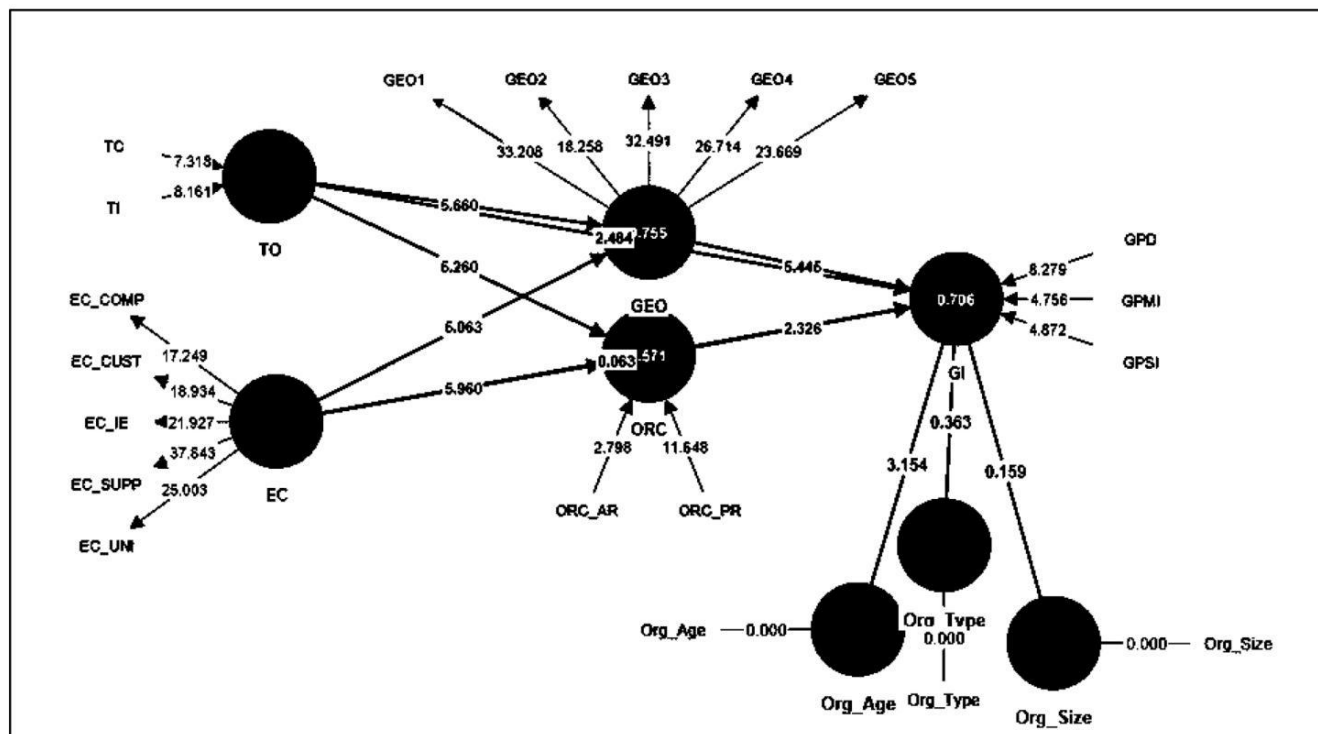 GEO1
GEO2
GEO3
GEO4
GEO5
33.208
18.258
32.491
26.714
23.669
TC
7.318
TI
8.161
TO
5.660
2.484
.755
5.445
GEO
GPD
8.279
GPMI
4.756
GPSI
4.872
0.706
GI
EC_COMP
17.249
EC_CUST
18.934
EC_IE
21.927
EC_SUPP
37.843
EC_UNI
25.003
EC
5.960
0.063
.571
2.326
ORC
2.798
11.648
ORC_AR
ORC_PR
3.154
0.363
0.159
Org_Age
0.000
Org_Age
Org_Type
0.000
Org_Type
0.000
Org_Size
Org_Size